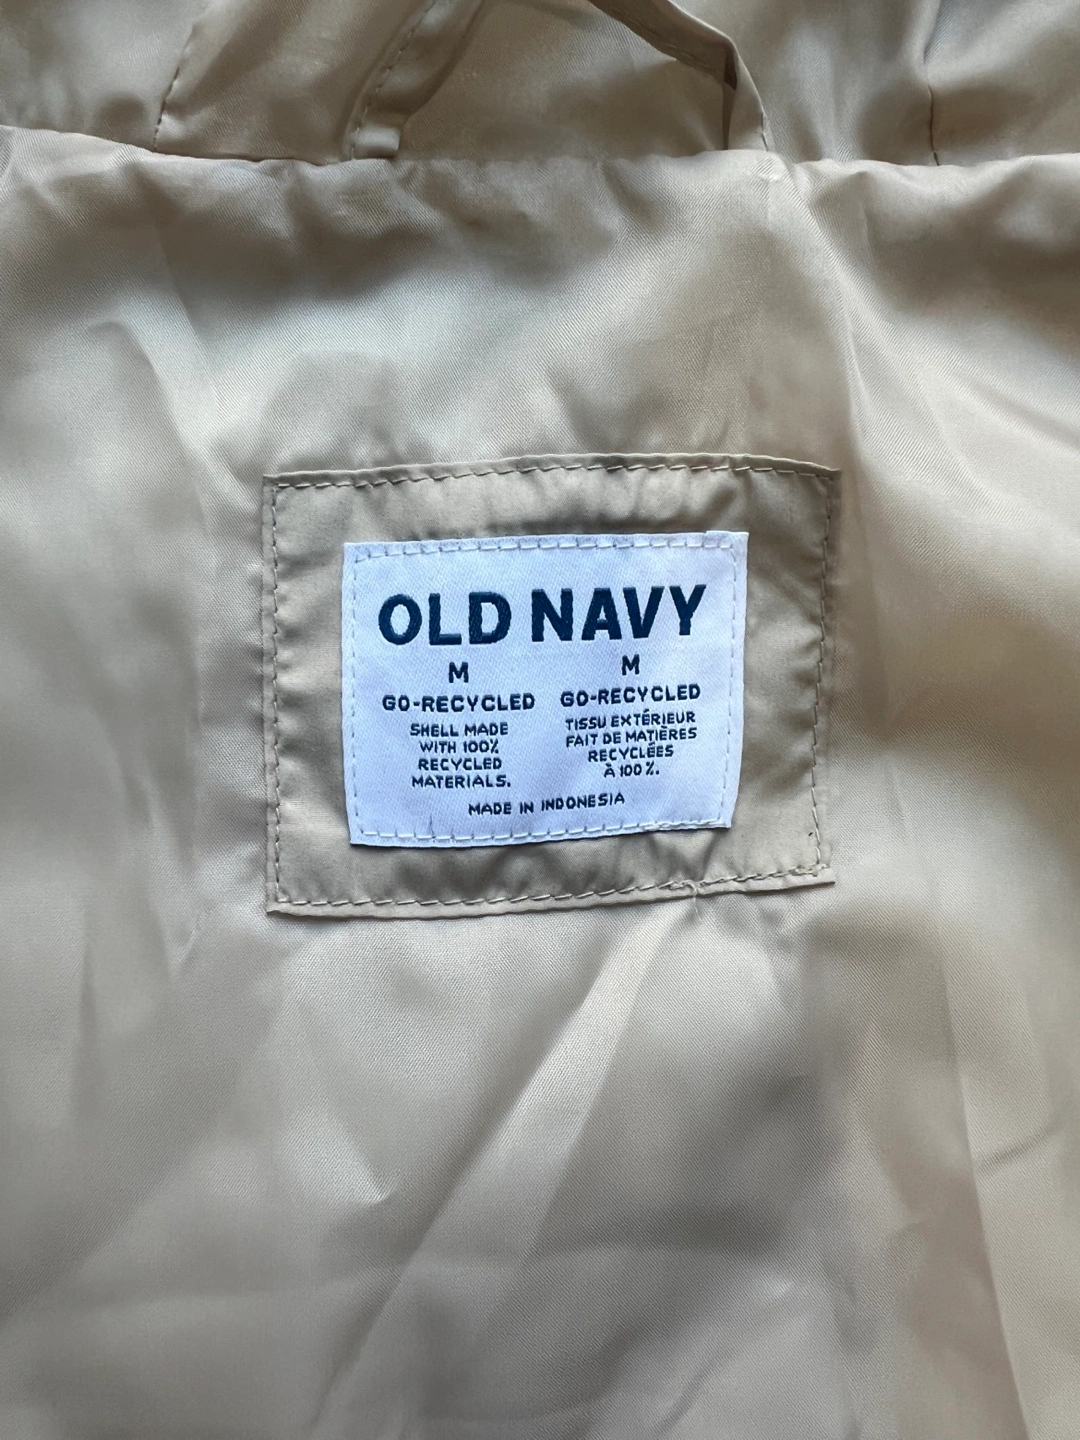 OLD NAVY
M
GO-RECYCLED
SHELL MADE
WITH 100%
RECYCLED
MATERIALS.
M
GO-RECYCLED
TISSU EXTÉRIEUR
FAIT DE MATIÈRES
RECYCLÉES
À 100%.
MADE IN INDONESIA